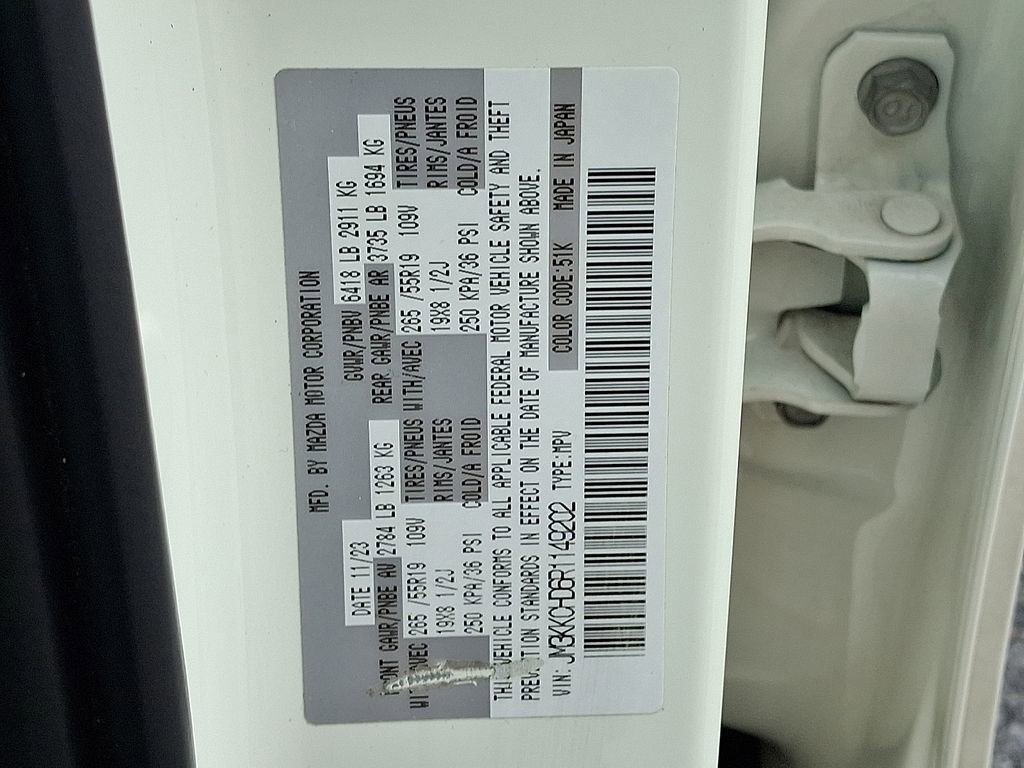 MFD. BY MAZDA MOTOR CORPORATION
DATE 11/23 GVWR/PNBV 6418 LB 2911 KG
GAWR/PNBE AV 2784 LB 1263 KG REAR GAWR/PNBE AR 3735 LB 1694 KG
265 /55R19 109V TIRES/PNEUS WITH/AVEC 265 /55R19 109V TIRES/PNEUS
19X8 1/2J RIMS/JANTES 19X8 1/2J RIMS/JANTES
250 KPA/36 PSI COLD/A FROID 250 KPA/36 PSI COLD/A FROID
VEHICLE CONFORMS TO ALL APPLICABLE FEDERAL MOTOR VEHICLE SAFETY AND THEFT
STANDARDS IN EFFECT ON THE DATE OF MANUFACTURE SHOWN ABOVE.
VIN: JM3KKCHD6R1149202 TYPE:MPV COLOR CODE:51K MADE IN JAPAN